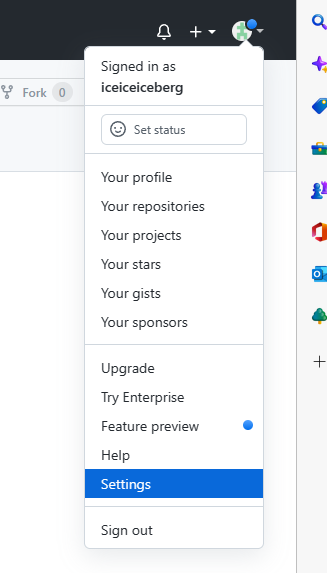 Fork 0
Signed in as
iceiceiceberg
Set status
Your profile
Your repositories
Your projects
Your stars
Your gists
Your sponsors
Upgrade
Try Enterprise
Feature preview
Help
Settings
Sign out